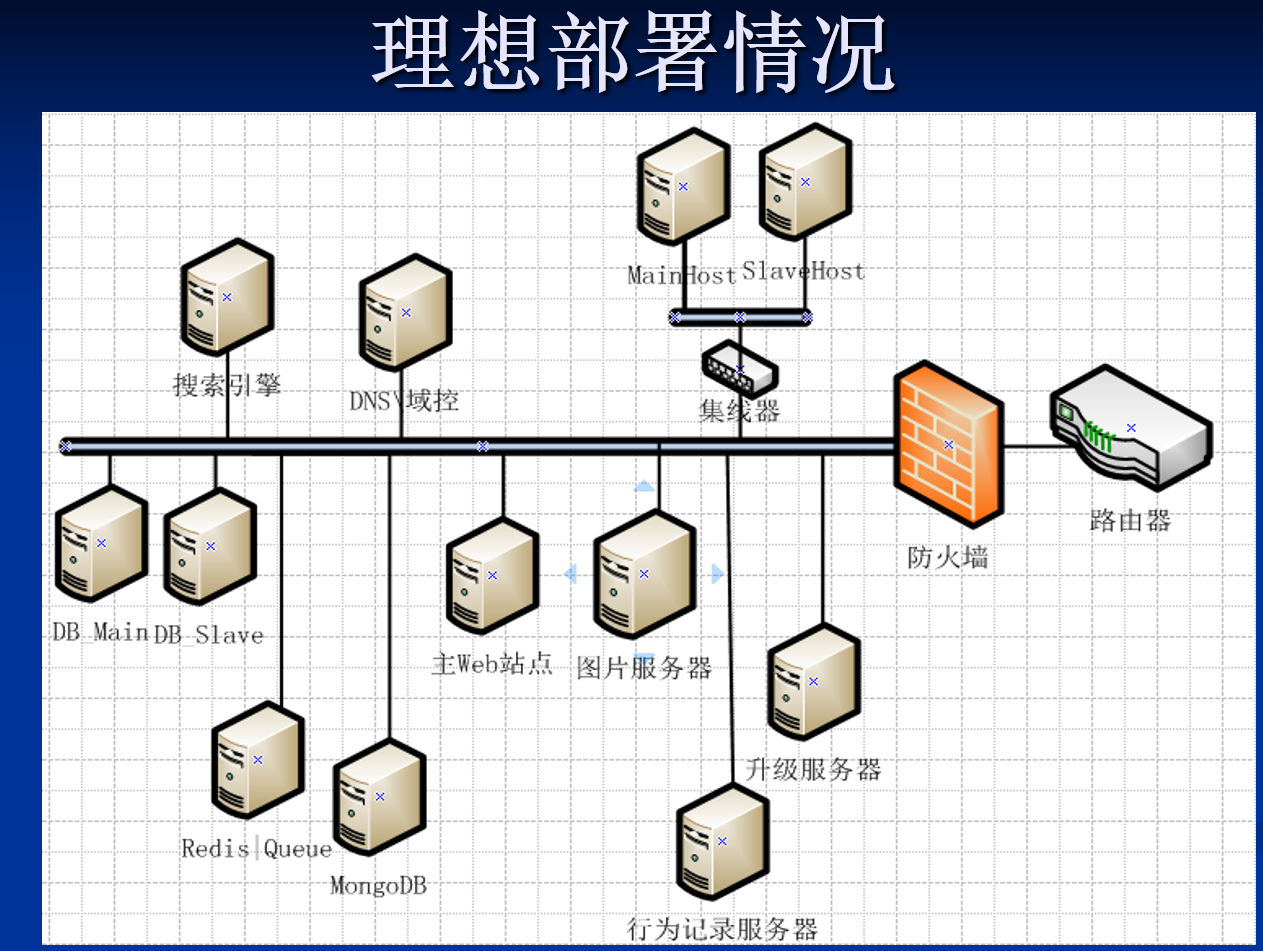 理想部署情况
MainHost
SlaveHost
搜索引擎
DNS\域控
集线器
路由器
防火墙
DB_Main
DB_Slave
主Web站点
图片服务器
升级服务器
Redis|Queue
MongoDB
行为记录服务器